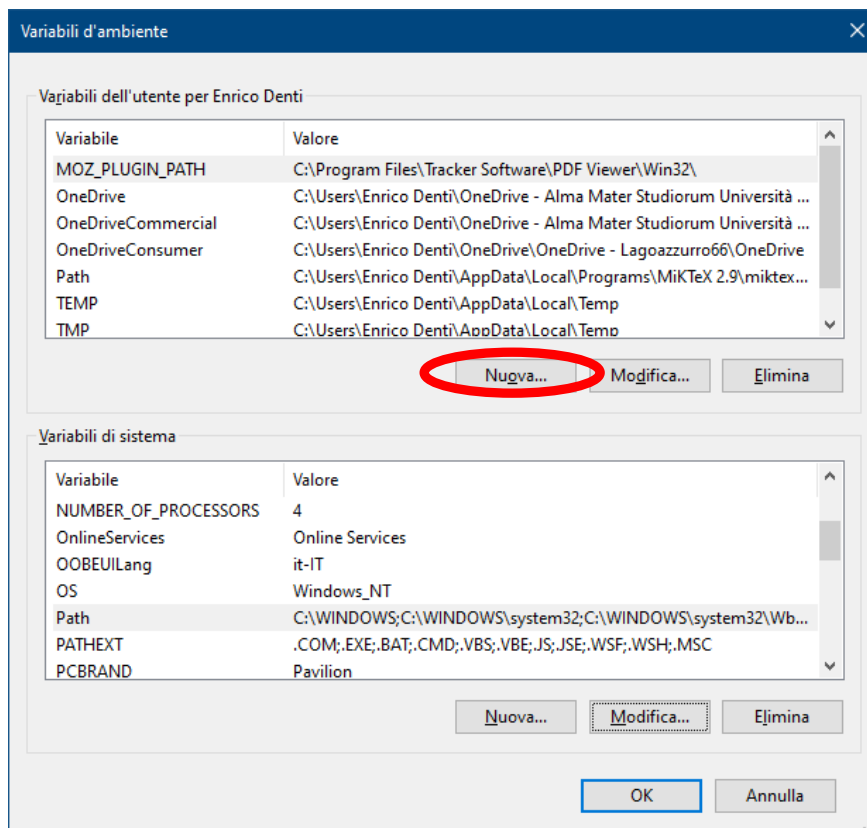 Variabili d'ambiente
Variabili dell'utente per Enrico Denti
Variabile Valore
MOZ_PLUGIN_PATH C:\Program Files\Tracker Software\PDF Viewer\Win32\
OneDrive C:\Users\Enrico Denti\OneDrive - Alma Mater Studiorum Università ...
OneDriveCommercial C:\Users\Enrico Denti\OneDrive - Alma Mater Studiorum Università ...
OneDriveConsumer C:\Users\Enrico Denti\OneDrive\OneDrive - Lagoazzurro66\OneDrive
Path C:\Users\Enrico Denti\AppData\Local\Programs\MiKTeX 2.9\miktex...
TEMP C:\Users\Enrico Denti\AppData\Local\Temp
TMP C:\Users\Enrico Denti\AppData\Local\Temp
Nuova... Modifica... Elimina
Variabili di sistema
Variabile Valore
NUMBER_OF_PROCESSORS 4
OnlineServices Online Services
OOBEUILang it-IT
OS Windows_NT
Path C:\WINDOWS;C:\WINDOWS\system32;C:\WINDOWS\system32\Wb...
PATHEXT .COM;.EXE;.BAT;.CMD;.VBS;.VBE;.JS;.JSE;.WSF;.WSH;.MSC
PCBRAND Pavilion
Nuova... Modifica... Elimina
OK Annulla